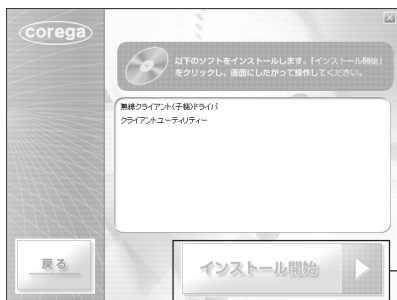 corega
以下のソフトをインストールします。「インストール開始」
をクリックし、画面にしたがって操作してください。
無線クライアント(子機)ドライバ
クライアントユーティリティー
戻る
インストール開始